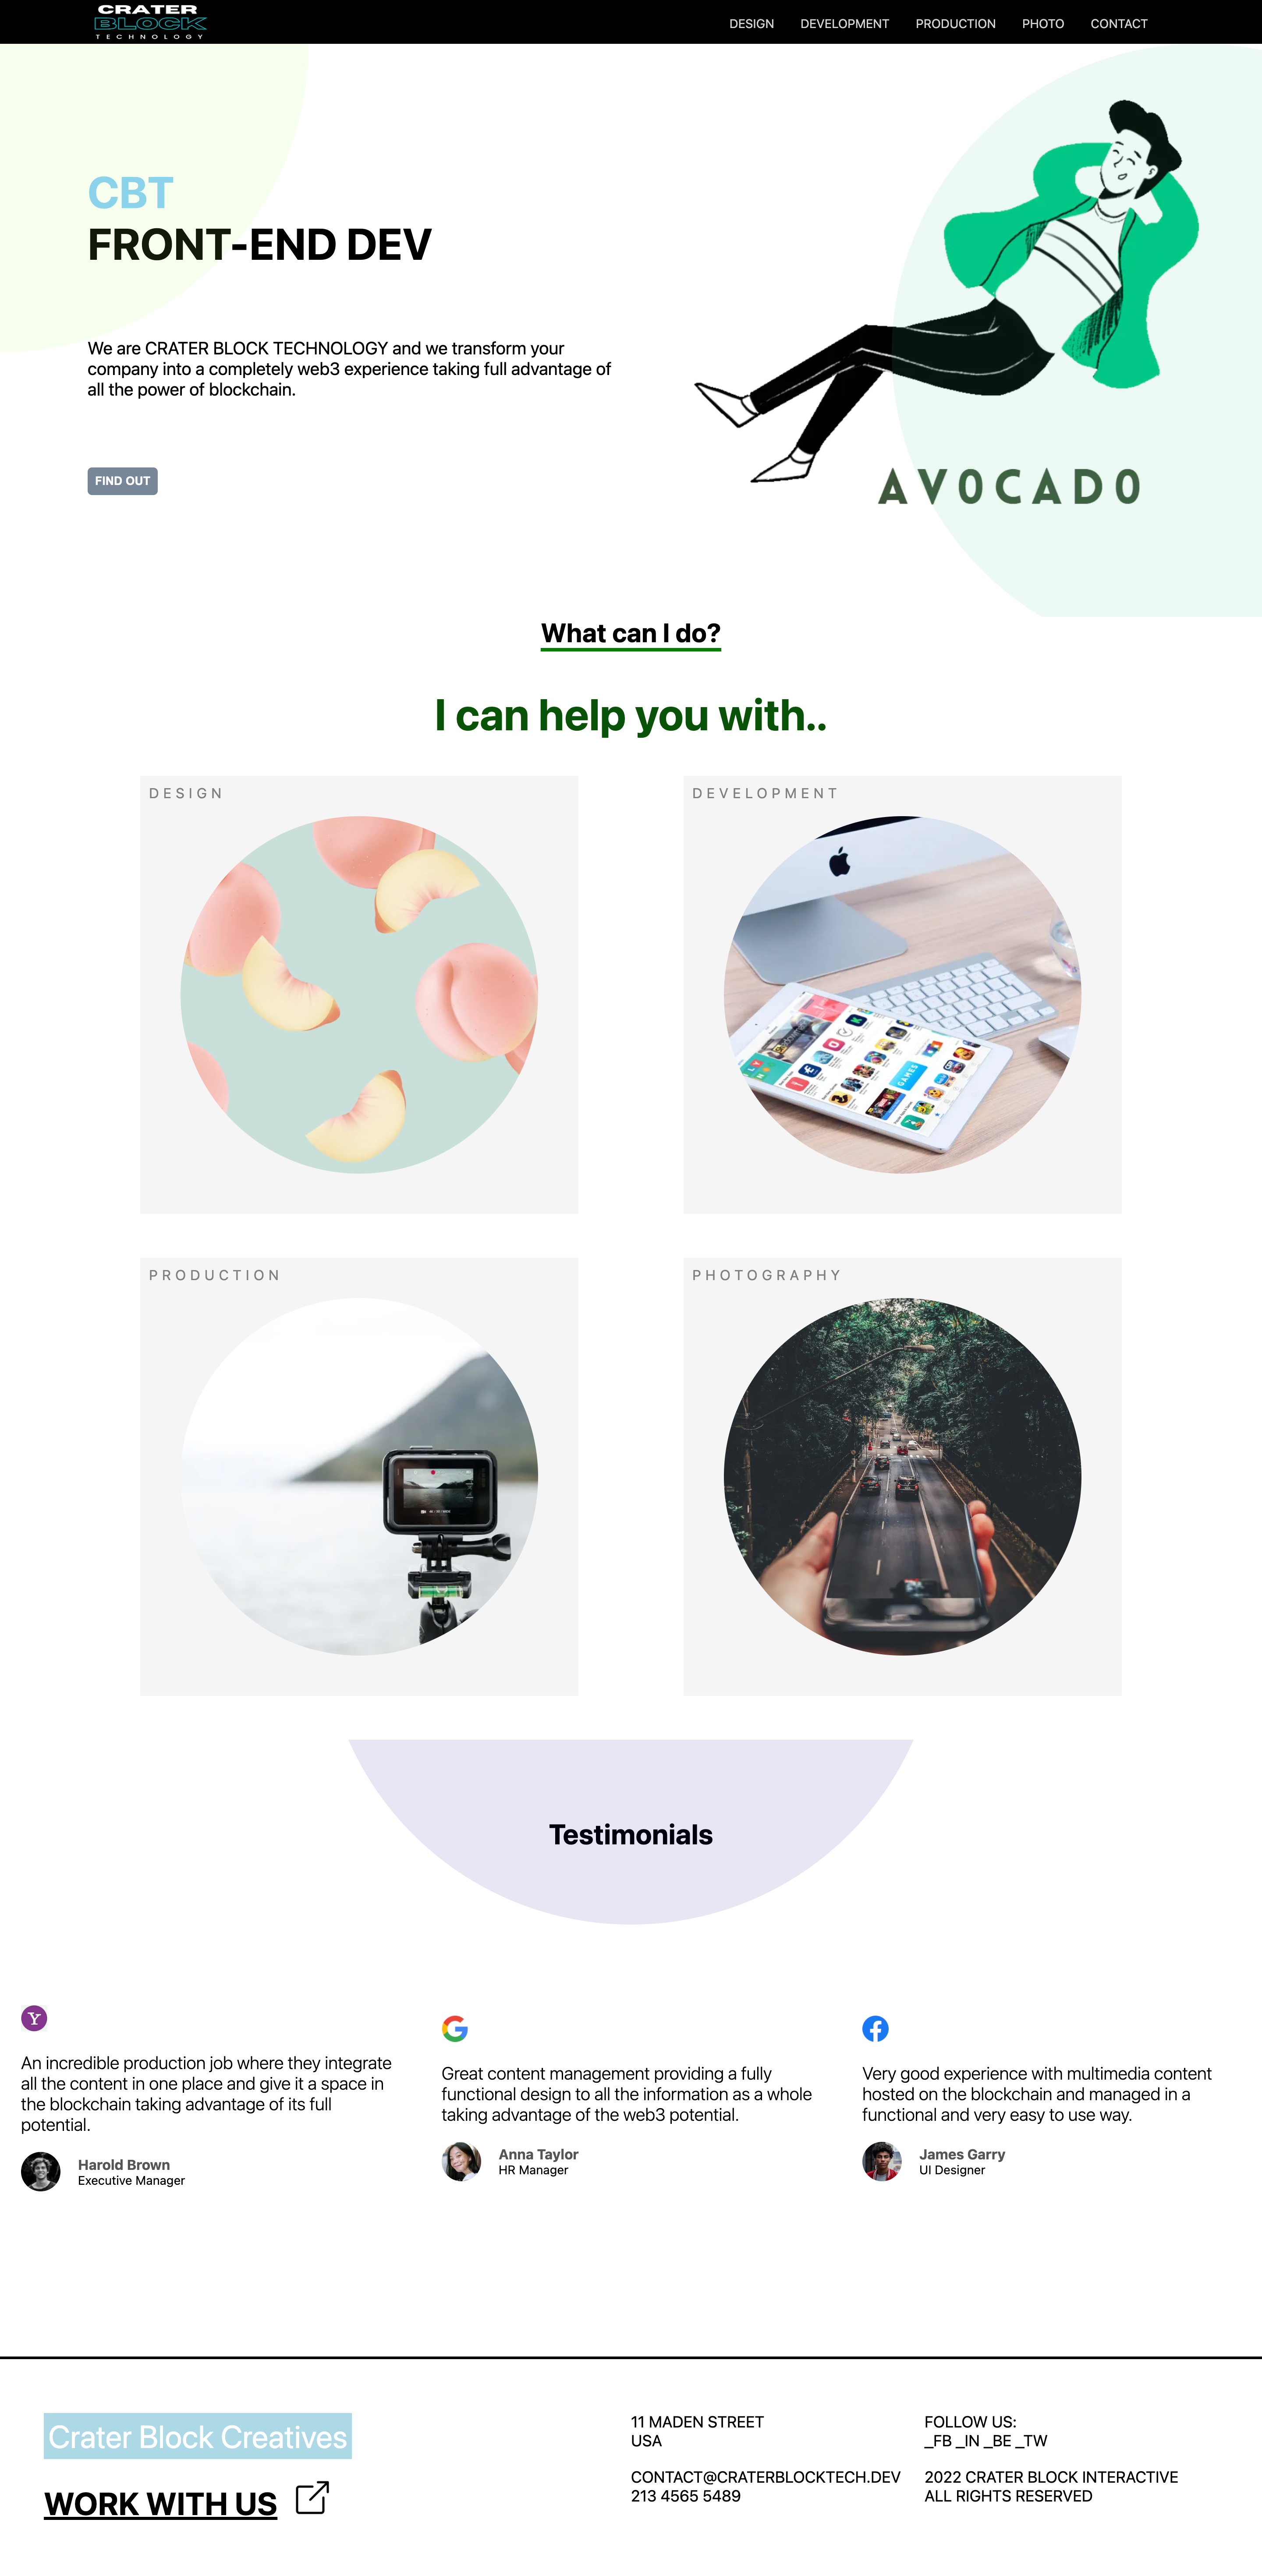 CRATER
BLOCK
TECHNOLOGY
DESIGN DEVELOPMENT PRODUCTION PHOTO CONTACT
CBT
FRONT-END DEV
We are CRATER BLOCK TECHNOLOGY and we transform your
company into a completely web3 experience taking full advantage of
all the power of blockchain.
FIND OUT
AVOCADO
What can I do?
I can help you with..
DESIGN
DEVELOPMENT
GAMES
PRODUCTION
PHOTOGRAPHY
Testimonials
An incredible production job where they integrate
all the content in one place and give it a space in
the blockchain taking advantage of its full
potential.
Harold Brown
Executive Manager
Great content management providing a fully
functional design to all the information as a whole
taking advantage of the web3 potential.
Anna Taylor
HR Manager
Very good experience with multimedia content
hosted on the blockchain and managed in a
functional and very easy to use way.
James Garry
UI Designer
Crater Block Creatives
WORK WITH US
11 MADEN STREET
USA
CONTACT@CRATERBLOCKTECH.DEV
213 4565 5489
FOLLOW US:
_FB _IN _BE _TW
2022 CRATER BLOCK INTERACTIVE
ALL RIGHTS RESERVED